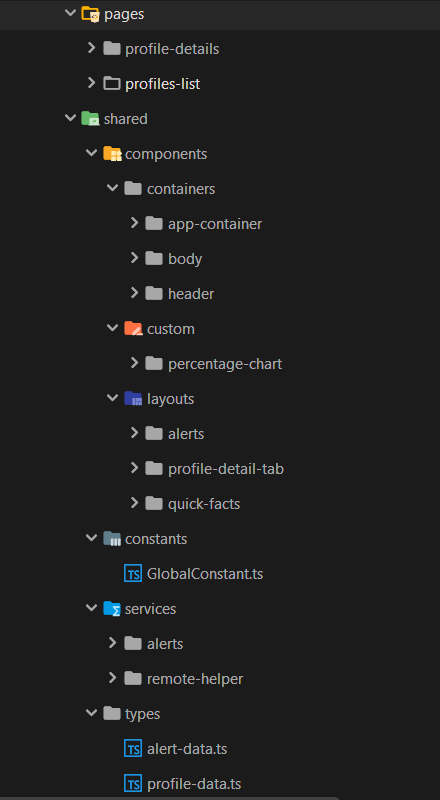 pages
profile-details
profiles-list
shared
components
containers
app-container
body
header
custom
percentage-chart
layouts
alerts
profile-detail-tab
quick-facts
constants
TS GlobalConstant.ts
services
alerts
remote-helper
types
TS alert-data.ts
TS profile-data.ts